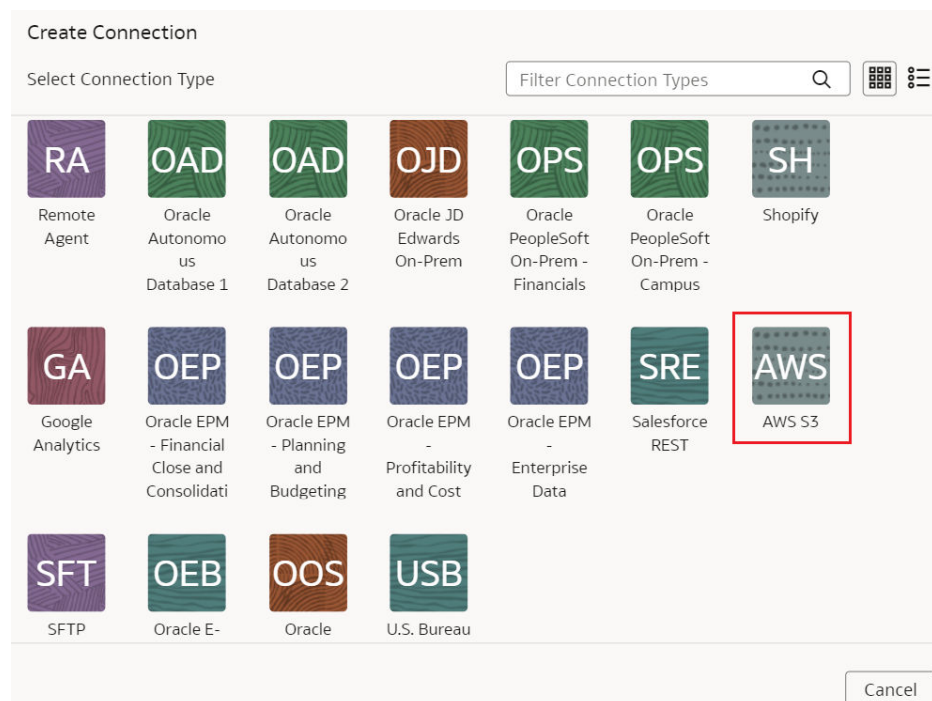 Create Connection
Select Connection Type
Filter Connection Types
RA
OAD
OAD
OJD
OPS
OPS
SH
Remote
Agent
Oracle
Autonomo
us
Database 1
Oracle
Autonomo
us
Database 2
Oracle JD
Edwards
On-Prem
Oracle
PeopleSoft
On-Prem -
Financials
Oracle
PeopleSoft
On-Prem -
Campus
Shopify
GA
OEP
OEP
OEP
OEP
SRE
AWS
Google
Analytics
Oracle EPM
- Financial
Close and
Consolidati
Oracle EPM
- Planning
and
Budgeting
Oracle EPM
-
Profitability
and Cost
Oracle EPM
-
Enterprise
Data
Salesforce
REST
AWS S3
SFT
OEB
OOS
USB
SFTP
Oracle E-
Oracle
U.S. Bureau
Cancel